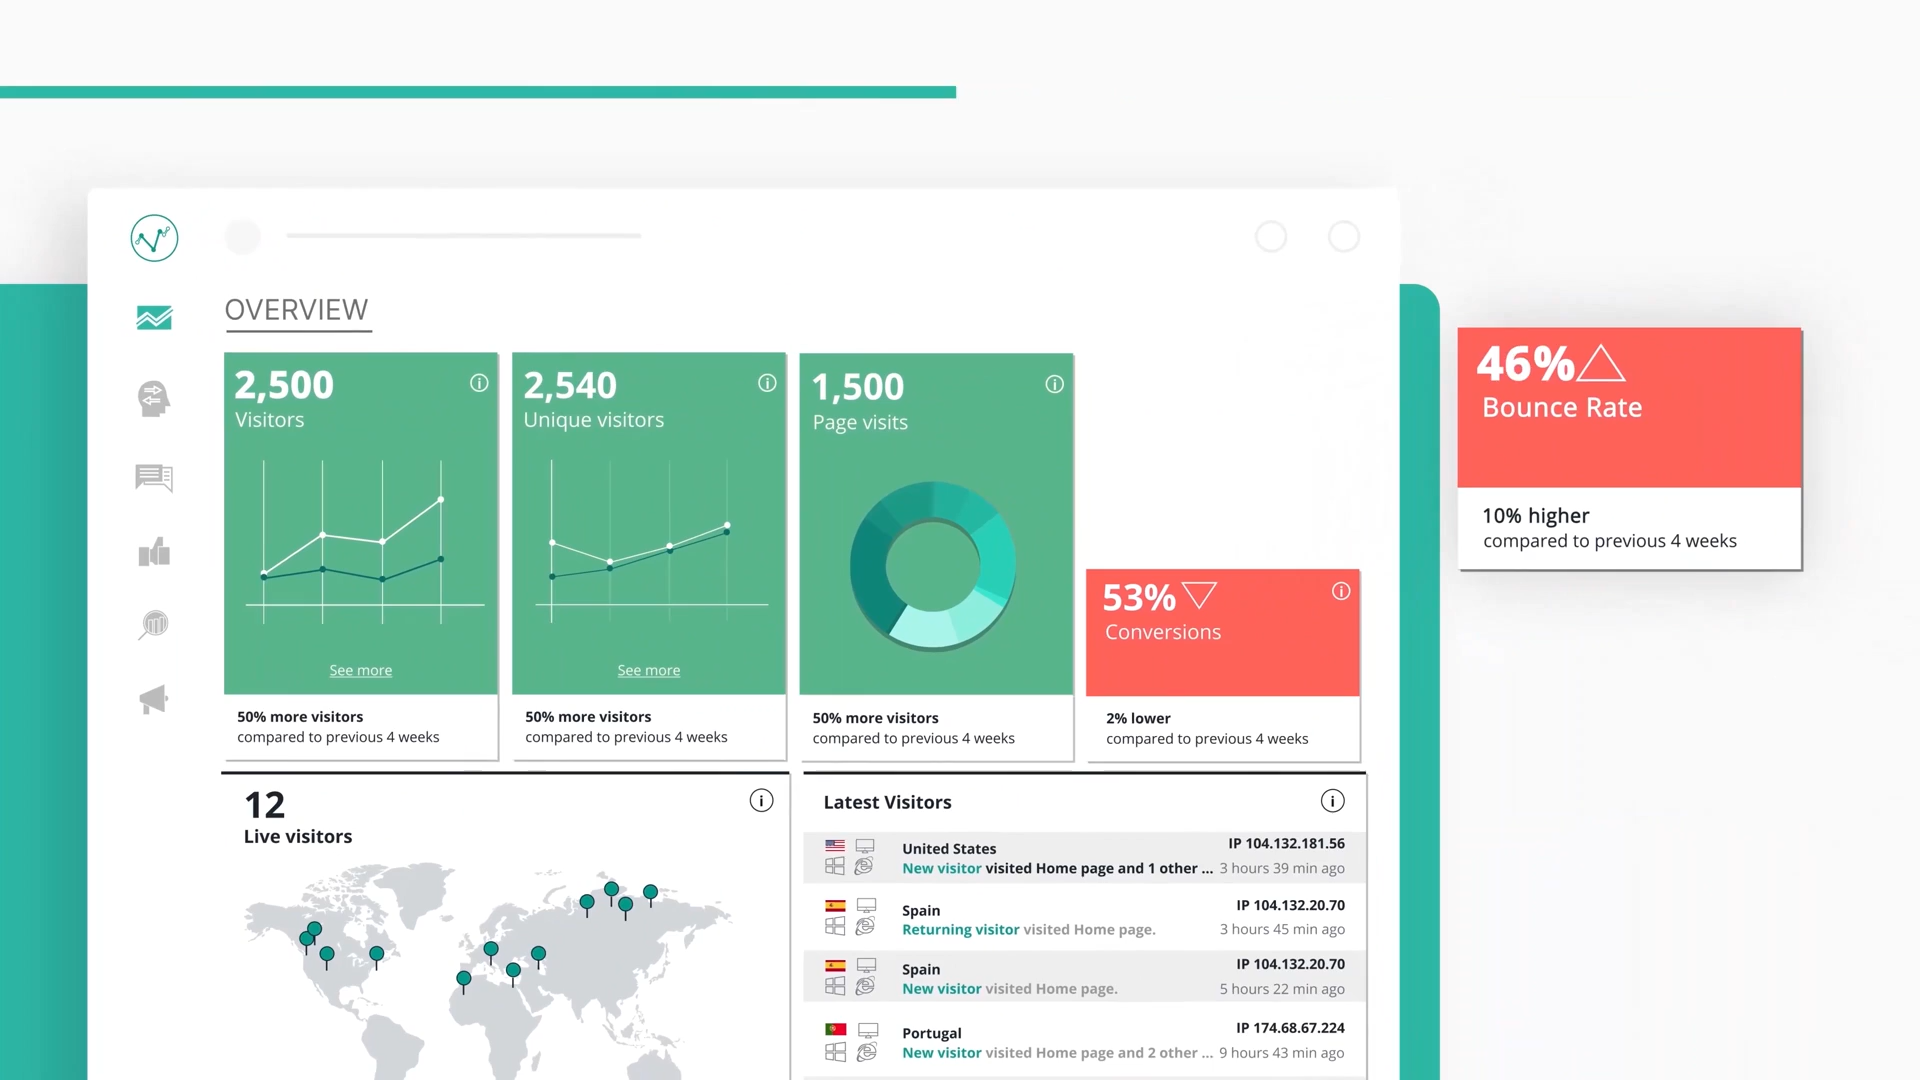 OVERVIEW
2,500
Visitors
See more
50% more visitors
compared to previous 4 weeks
2,540
Unique visitors
See more
50% more visitors
compared to previous 4 weeks
1,500
Page visits
50% more visitors
compared to previous 4 weeks
53%
Conversions
2% lower
compared to previous 4 weeks
46%
Bounce Rate
10% higher
compared to previous 4 weeks
12
Live visitors
Latest Visitors
United States IP 104.132.181.56
New visitor visited Home page and 1 other ... 3 hours 39 min ago
Spain IP 104.132.20.70
Returning visitor visited Home page. 3 hours 45 min ago
Spain IP 104.132.20.70
New visitor visited Home page. 5 hours 22 min ago
Portugal IP 174.68.67.224
New visitor visited Home page and 2 other ... 9 hours 43 min ago